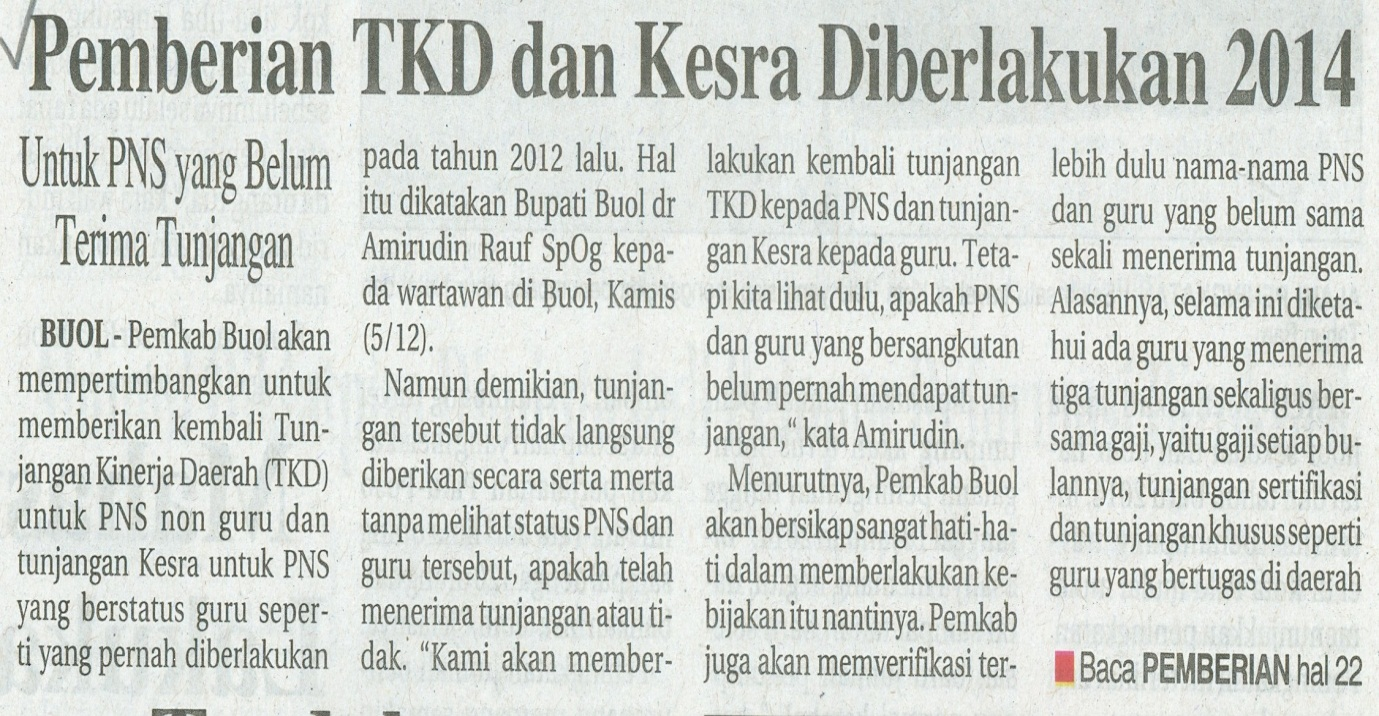 Pemberian TKD dan Kesra Diberlakukan 2014
Untuk PNS yang Belum
Terima Tunjangan
BUOL - Pemkab Buol akan
mempertimbangkan untuk
memberikan kembali Tun-
jangan Kinerja Daerah (TKD)
untuk PNS non guru dan
tunjangan Kesra untuk PNS
yang berstatus guru seper-
ti yang pernah diberlakukan
pada tahun 2012 lalu. Hal
itu dikatakan Bupati Buol dr
Amirudin Rauf SpOg kepa-
da wartawan di Buol, Kamis
(5/12).
Namun demikian, tunjan-
gan tersebut tidak langsung
diberikan secara serta merta
tanpa melihat status PNS dan
guru tersebut, apakah telah
menerima tunjangan atau ti-
dak. “Kami akan member-
lakukan kembali tunjangan
TKD kepada PNS dan tunjan-
gan Kesra kepada guru. Teta-
pi kita lihat dulu, apakah PNS
dan guru yang bersangkutan
belum pernah mendapat tun-
jangan,“ kata Amirudin.
Menurutnya, Pemkab Buol
akan bersikap sangat hati-ha-
ti dalam memberlakukan ke-
bijakan itu nantinya. Pemkab
juga akan memverifikasi ter-
lebih dulu nama-nama PNS
dan guru yang belum sama
sekali menerima tunjangan.
Alasannya, selama ini diketa-
hui ada guru yang menerima
tiga tunjangan sekaligus ber-
sama gaji, yaitu gaji setiap bu-
lannya, tunjangan sertifikasi
dan tunjangan khusus seperti
guru yang bertugas di daerah
Baca PEMBERIAN hal 22